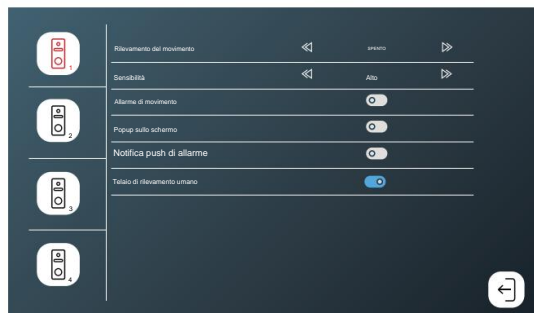 1
2
3
4
Rilevamento del movimento SPENTO
Sensibilità Alto
Allarme di movimento
Popup sullo schermo
Notifica push di allarme
Telaio di rilevamento umano